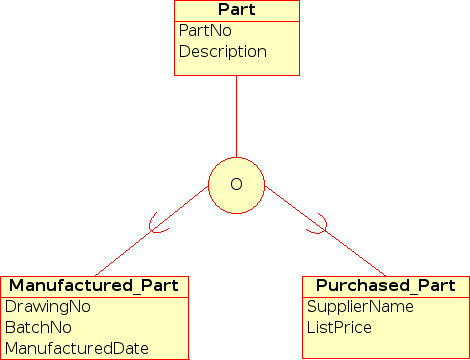 Part
PartNo
Description
O
Manufactured_Part
DrawingNo
BatchNo
ManufacturedDate
Purchased_Part
SupplierName
ListPrice